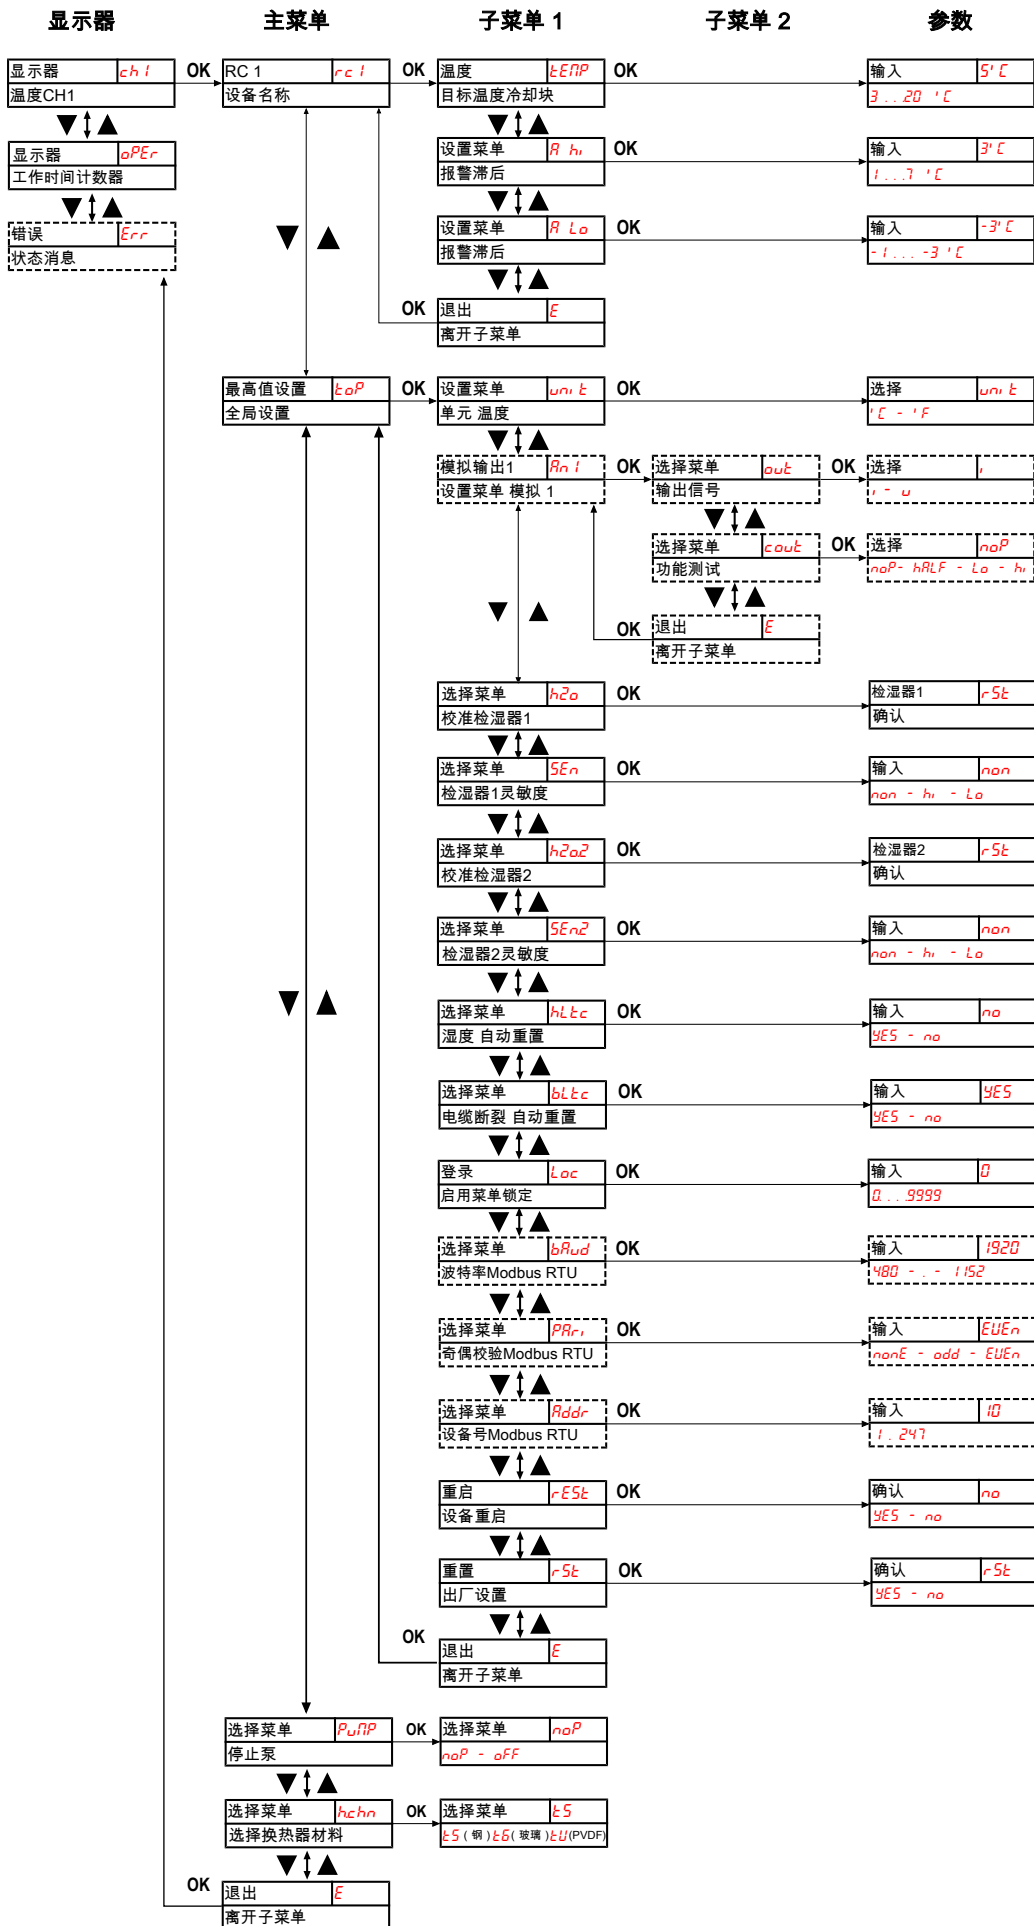 显示器 主菜单 子菜单 1 子菜单 2 参数
显示器 ch1 OK RC 1 rc1 OK 温度 tEMP OK 输入 5°C
温度CH1 设备名称 目标温度冷却块 3...20 °C
显示器 oPEr 设置菜单 A hi OK 输入 3°C
工作时间计数器 报警滞后 1...7 °C
错误 Err 设置菜单 A Lo OK 输入 -3°C
状态消息 报警滞后 -1... -3 °C
OK 退出 E
离开子菜单
最高值设置 toP OK 设置菜单 unit OK 选择 unit
全局设置 单元 温度 °C - °F
模拟输出1 An1 OK 选择菜单 out OK 选择 i
设置菜单 模拟 1 输出信号 i - u
选择菜单 cout OK 选择 noP
功能测试 noP- hALF - Lo - hi
OK 退出 E
离开子菜单
选择菜单 h2o OK 检湿器1 rSt
校准检湿器1 确认
选择菜单 SEn OK 输入 non
检湿器1灵敏度 non - hi - Lo
选择菜单 h2o.2 OK 检湿器2 rSt
校准检湿器2 确认
选择菜单 SEn.2 OK 输入 non
检湿器2灵敏度 non - hi - Lo
选择菜单 hLtc OK 输入 no
湿度 自动重置 YES - no
选择菜单 bLtc OK 输入 YES
电缆断裂 自动重置 YES - no
登录 Loc OK 输入 0
启用菜单锁定 0...9999
选择菜单 bAud OK 输入 1920
波特率Modbus RTU 480 - . - 1152
选择菜单 PAri OK 输入 EUEn
奇偶校验Modbus RTU nonE - odd - EUEn
选择菜单 Addr OK 输入 10
设备号Modbus RTU 1 . 247
重启 rESt OK 确认 no
设备重启 YES - no
重置 rSt OK 确认 rSt
出厂设置 YES - no
OK 退出 E
离开子菜单
选择菜单 PuMP OK 选择菜单 noP
停止泵 noP - oFF
选择菜单 h.chn OK 选择菜单 tS
选择换热器材料 tS ( 钢 ) tG ( 玻璃 ) tU (PVDF)
OK 退出 E
离开子菜单